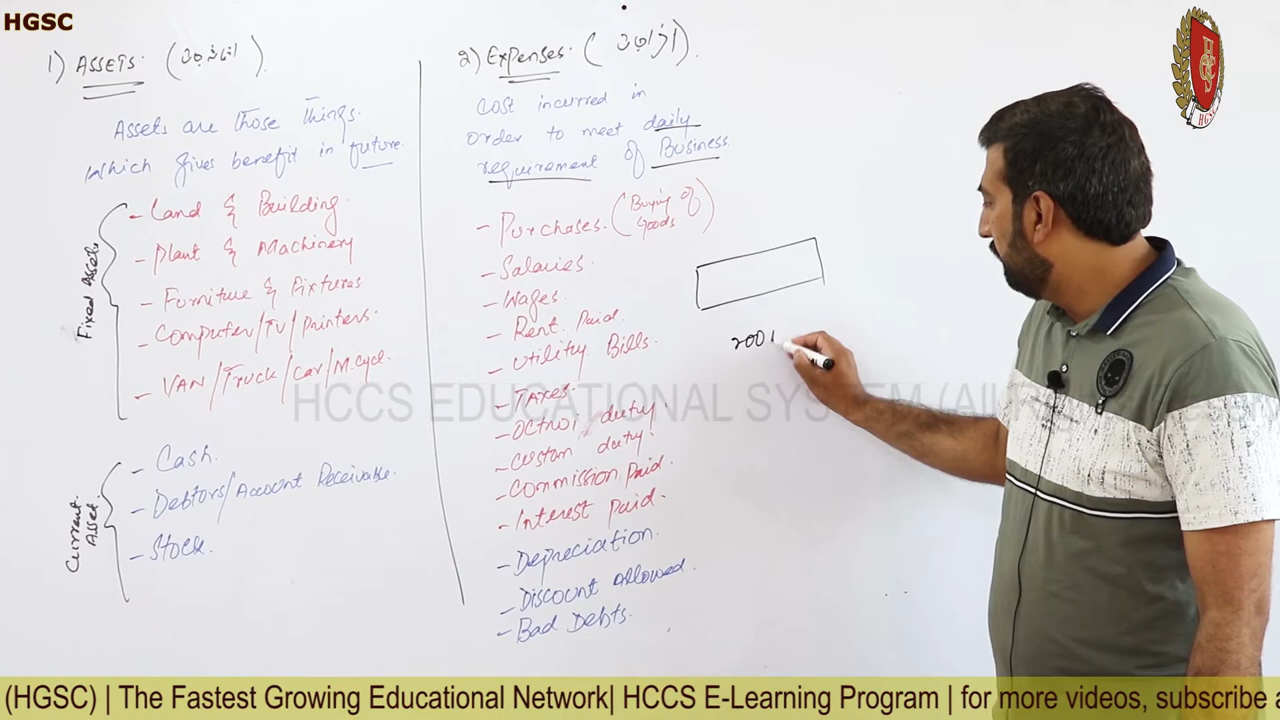 HGSC
1) ASSETS.
Assets are those things.
Which gives benefit in future.
Fixed Assets
- Land & Building.
- Plant & Machinery
- Furniture & Fixtures
- Computer/TV/Printers.
- VAN/Truck/Car/M.Cycl.
Current Asset
- Cash.
- Debtors/Account Receivable.
- Stock.
2) Expenses.
Cost incurred in
order to meet daily
requirement of Business.
- Purchases. (Buying of Goods)
- Salaries
- Wages.
- Rent Paid.
- Utility Bills.
- Taxes.
- Octroi duty.
- Custom duty.
- Commission Paid.
- Interest Paid.
- Depreciation.
- Discount Allowed.
- Bad Debts.
2001
HGSC
HCCS EDUCATIONAL SYSTEM
(HGSC) | The Fastest Growing Educational Network| HCCS E-Learning Program | for more videos, subscribe a